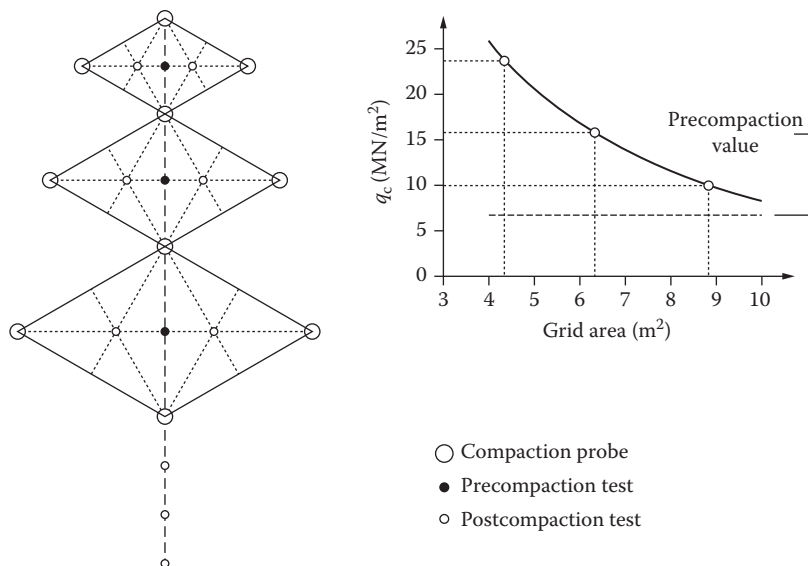 25
20
15
10
5
0
q_c (MN/m²)
3 4 5 6 7 8 9 10
Grid area (m²)
Precompaction
value
Compaction probe
Precompaction test
Postcompaction test